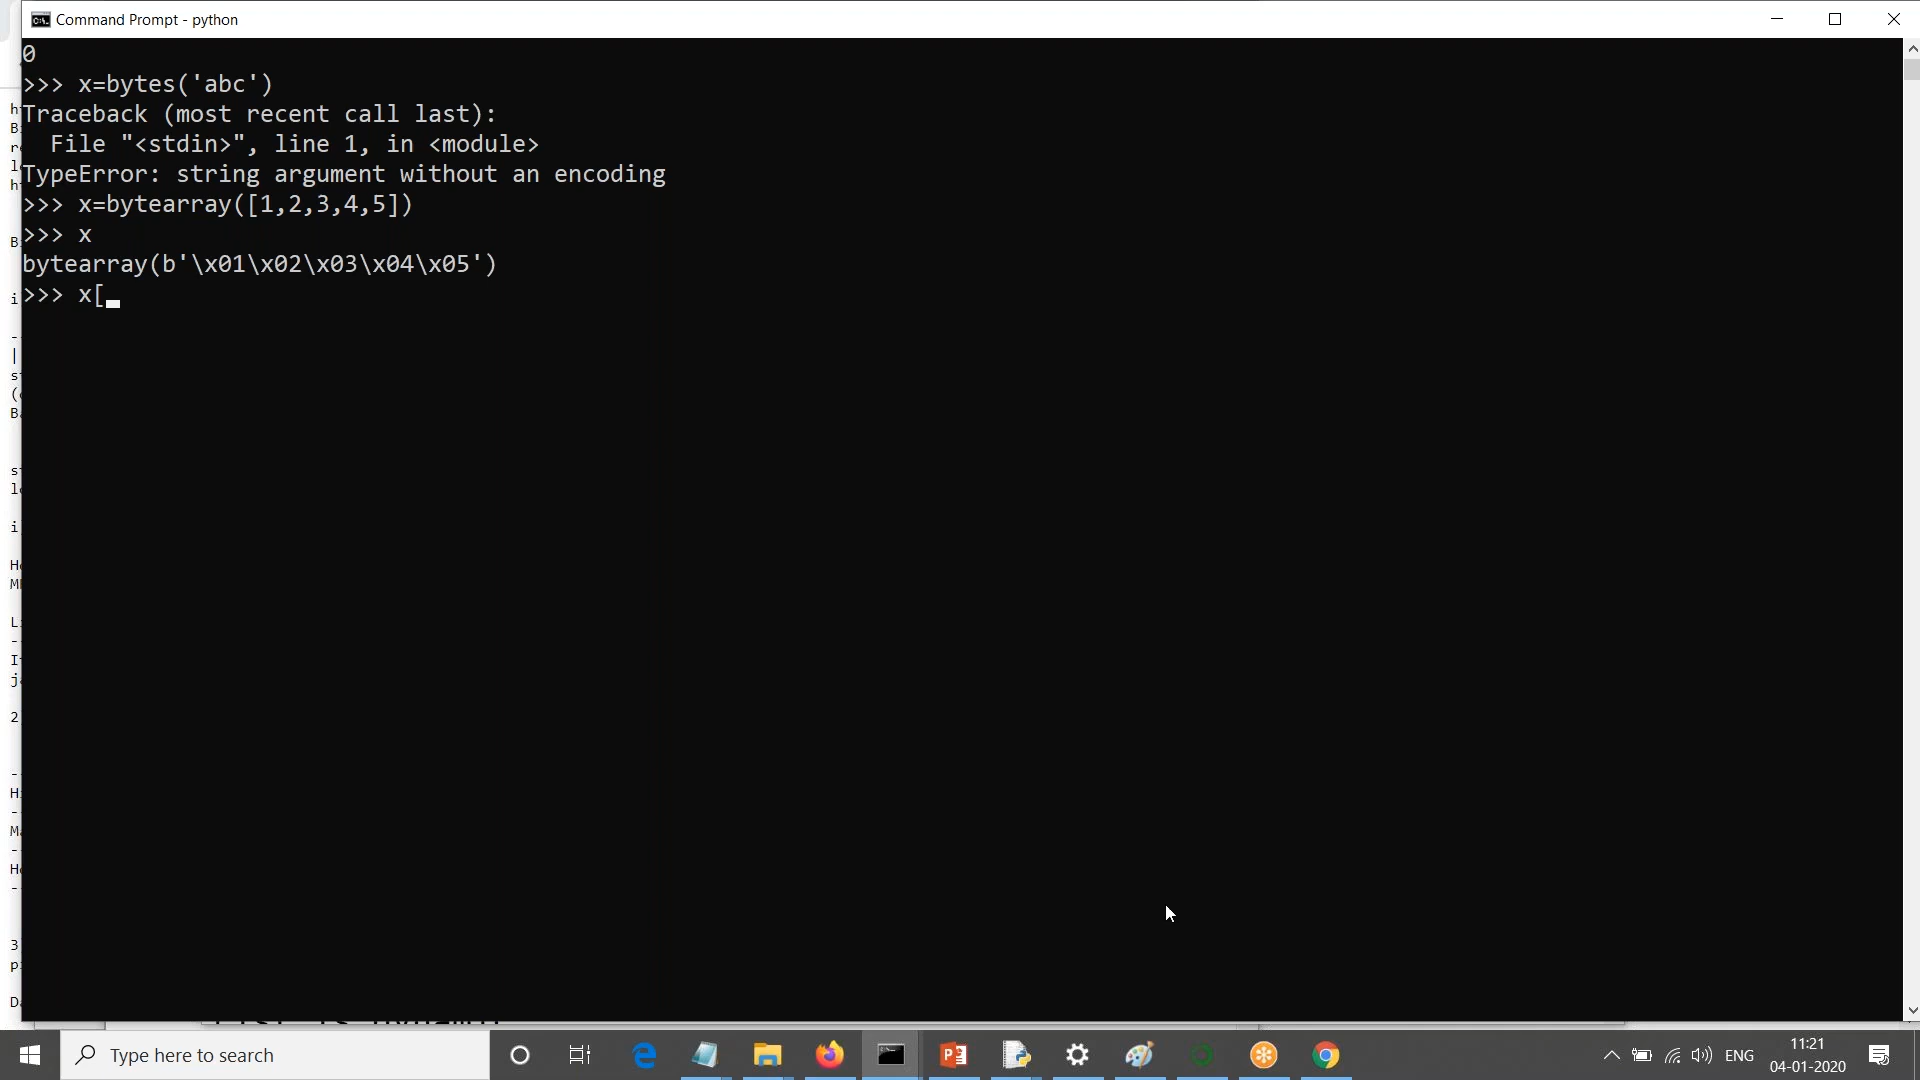 Command Prompt - python
0
>>> x=bytes('abc')
Traceback (most recent call last):
  File "<stdin>", line 1, in <module>
TypeError: string argument without an encoding
>>> x=bytearray([1,2,3,4,5])
>>> x
bytearray(b'\x01\x02\x03\x04\x05')
>>> x[
Type here to search
ENG
11:21
04-01-2020